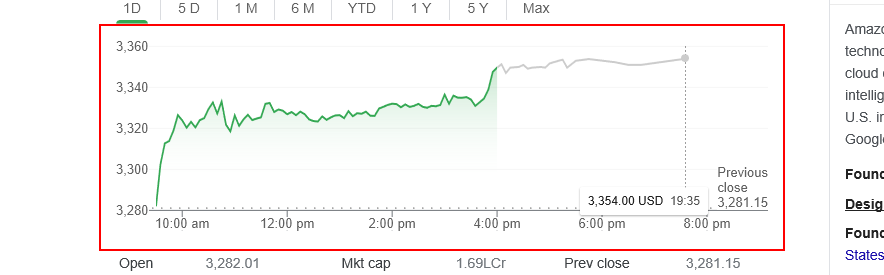 1D 5 D 1 M 6 M YTD 1 Y 5 Y Max
3,360
3,340
3,320
3,300
3,280
Previous
close
3,281.15
3,354.00 USD 19:35
10:00 am 12:00 pm 2:00 pm 4:00 pm 6:00 pm 8:00 pm
Open 3,282.01 Mkt cap 1.69LCr Prev close 3,281.15
Amazo
techno
cloud
intellig
U.S. in
Google
Found
Desig
Found
States